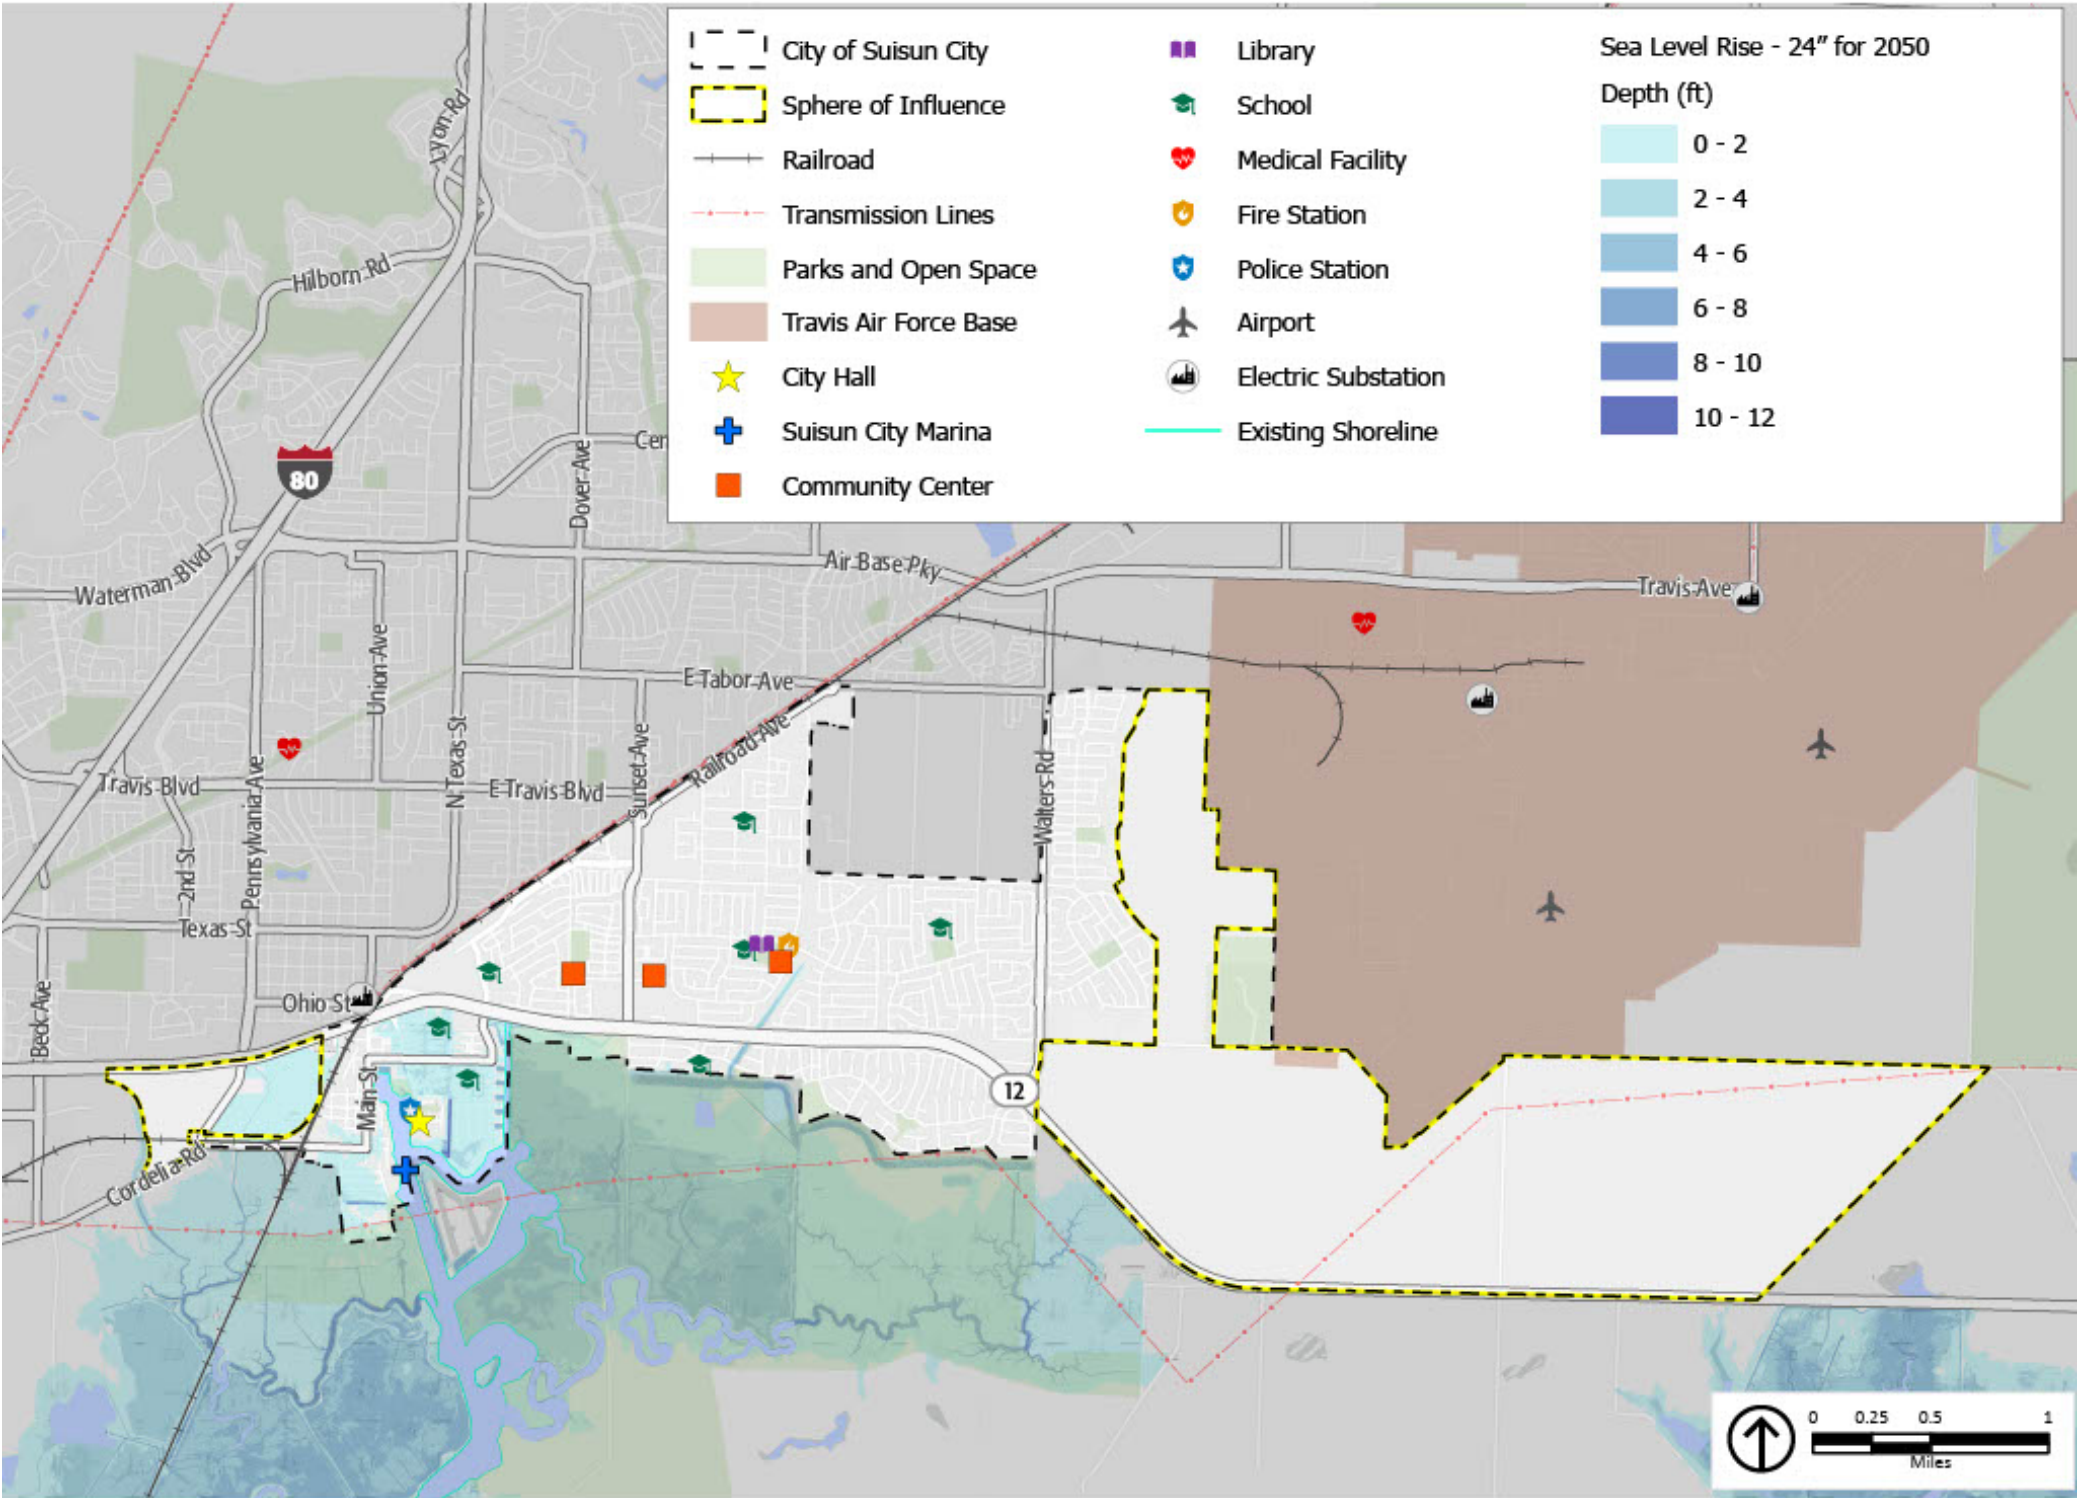 City of Suisun City
Sphere of Influence
Railroad
Transmission Lines
Parks and Open Space
Travis Air Force Base
City Hall
Suisun City Marina
Community Center
Library
School
Medical Facility
Fire Station
Police Station
Airport
Electric Substation
Existing Shoreline
Sea Level Rise - 24” for 2050
Depth (ft)
0 - 2
2 - 4
4 - 6
6 - 8
8 - 10
10 - 12
Lyon Rd
Hilborn Rd
80
Dover Ave
Cer
Waterman Blvd
Air Base Pky
Travis Ave
Union Ave
E Tabor Ave
N Texas St
Sunset Ave
Railroad Ave
Walters Rd
Travis Blvd
E Travis Blvd
Pennsylvania Ave
2nd St
Texas St
Ohio St
Beck Ave
Main St
12
Cordelia Rd
0 0.25 0.5 1
Miles